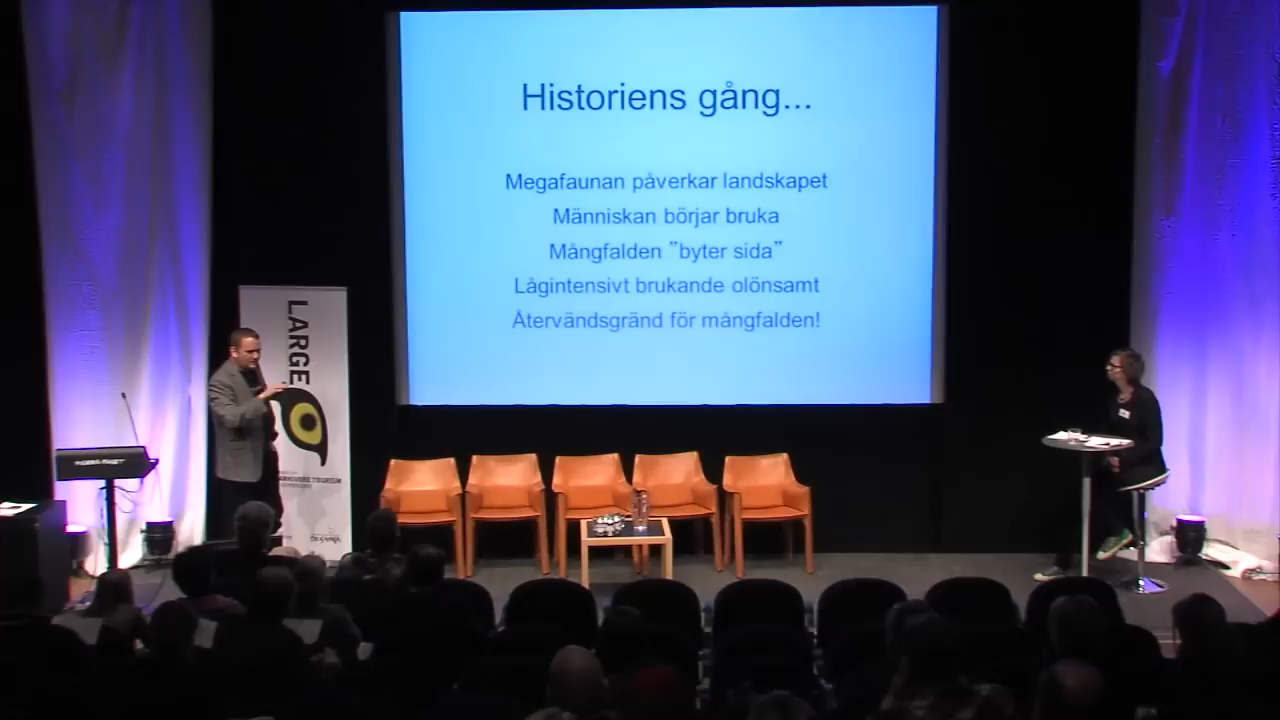 Historiens gång...
Megafaunan påverkar landskapet
Människan börjar bruka
Mångfalden ”byter sida”
Lågintensivt brukande olönsamt
Återvändsgränd för mångfalden!
LARGE